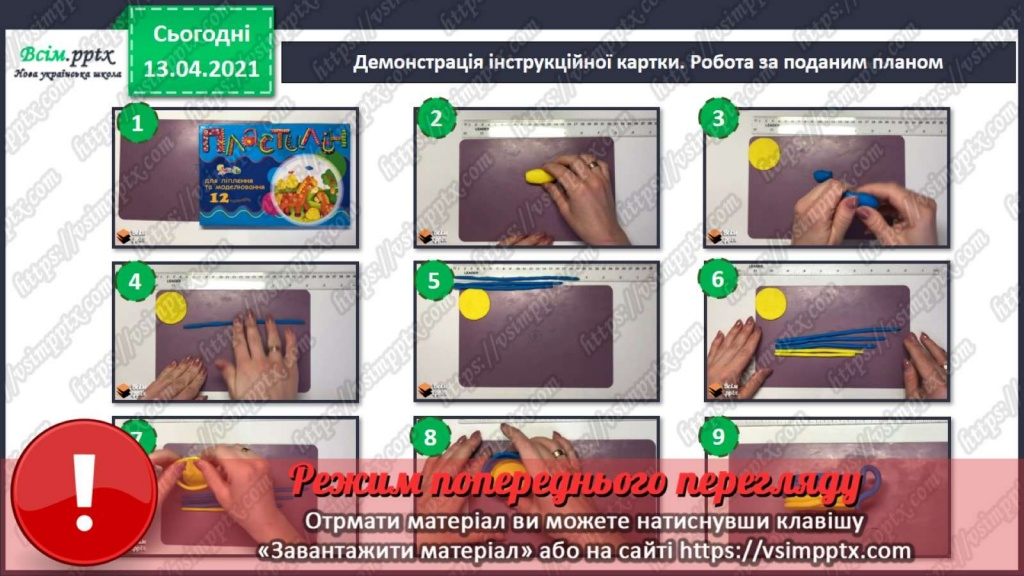 Всім.pptx
Нова українська школа
Сьогодні
13.04.2021
Демонстрація інструкційної картки. Робота за поданим планом
1
Пластилін
для ліплення
та моделювання
12
2
3
4
5
6
7
8
9
Режим попереднього перегляду
Отрмати матеріал ви можете натиснувши клавішу
«Завантажити матеріал» або на сайті https://vsimpptx.com